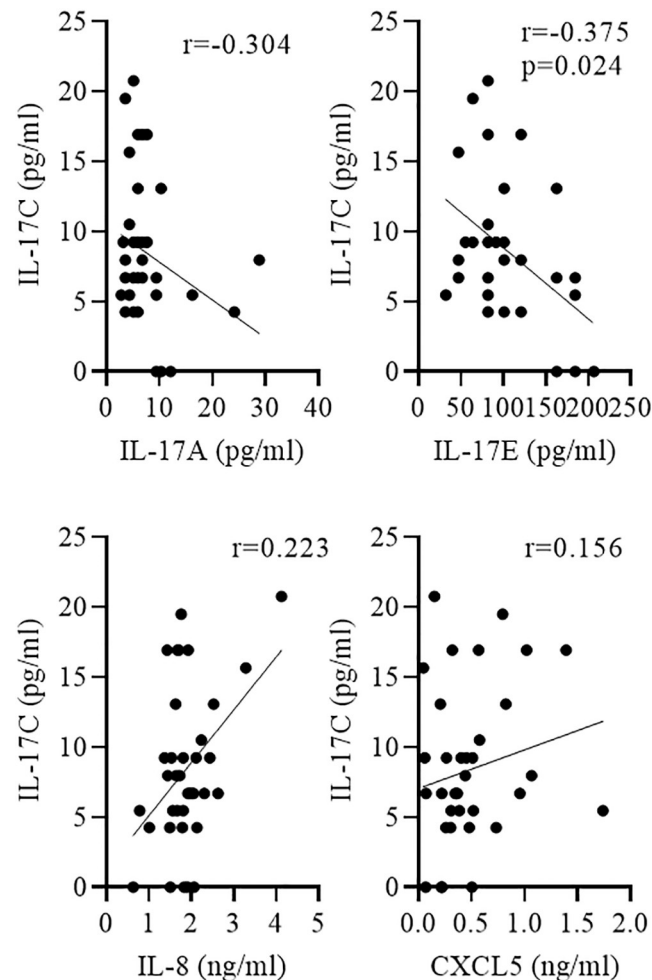 25
20
15
10
5
0
IL-17C (pg/ml)
r=-0.304
0 10 20 30 40
IL-17A (pg/ml)
25
20
15
10
5
0
IL-17C (pg/ml)
r=-0.375
p=0.024
0 50 100 150 200 250
IL-17E (pg/ml)
25
20
15
10
5
0
IL-17C (pg/ml)
r=0.223
0 1 2 3 4 5
IL-8 (ng/ml)
25
20
15
10
5
0
IL-17C (pg/ml)
r=0.156
0.0 0.5 1.0 1.5 2.0
CXCL5 (ng/ml)